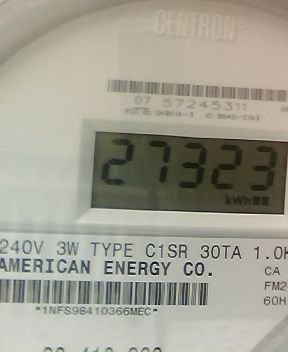 CENTRON®
07 57245311
27323
kWh
240V 3W TYPE C1SR 30TA 1.0K
AMERICAN ENERGY CO.
CA
FM2
60H
*1NFS98410366MEC*